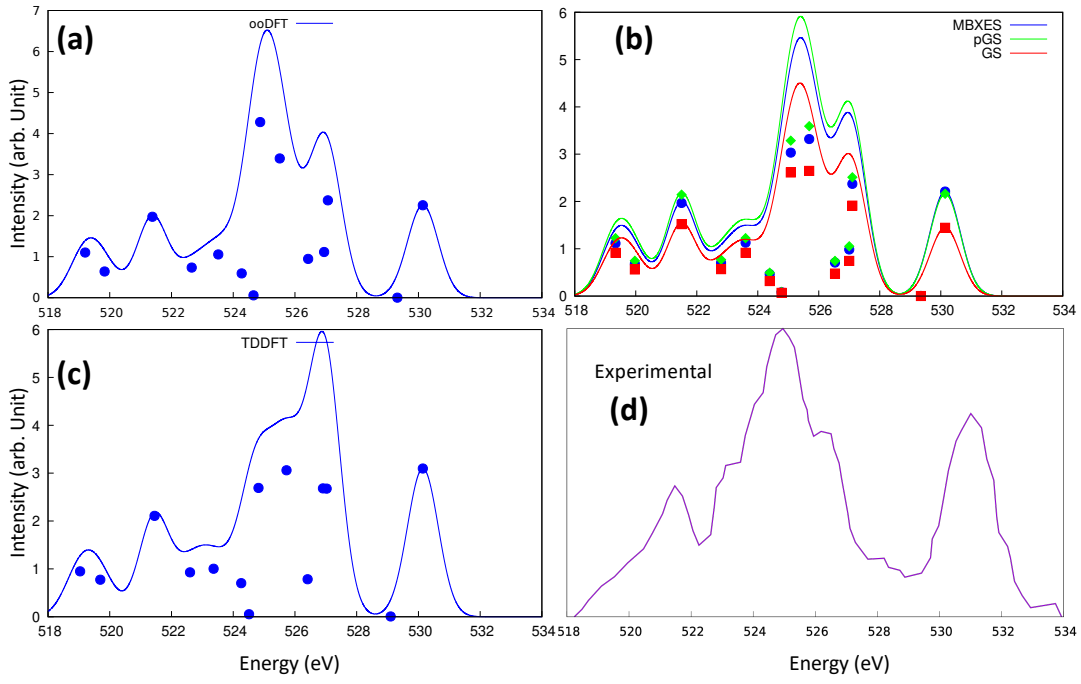 (a)
ooDFT
Intensity (arb. Unit)
7
6
5
4
3
2
1
0
518 520 522 524 526 528 530 532 534
(b)
MBXES
pGS
GS
6
5
4
3
2
1
0
518 520 522 524 526 528 530 532 534
(c)
TDDFT
Intensity (arb. Unit)
6
5
4
3
2
1
0
518 520 522 524 526 528 530 532 534
Energy (eV)
Experimental
(d)
518 520 522 524 526 528 530 532 534
Energy (eV)